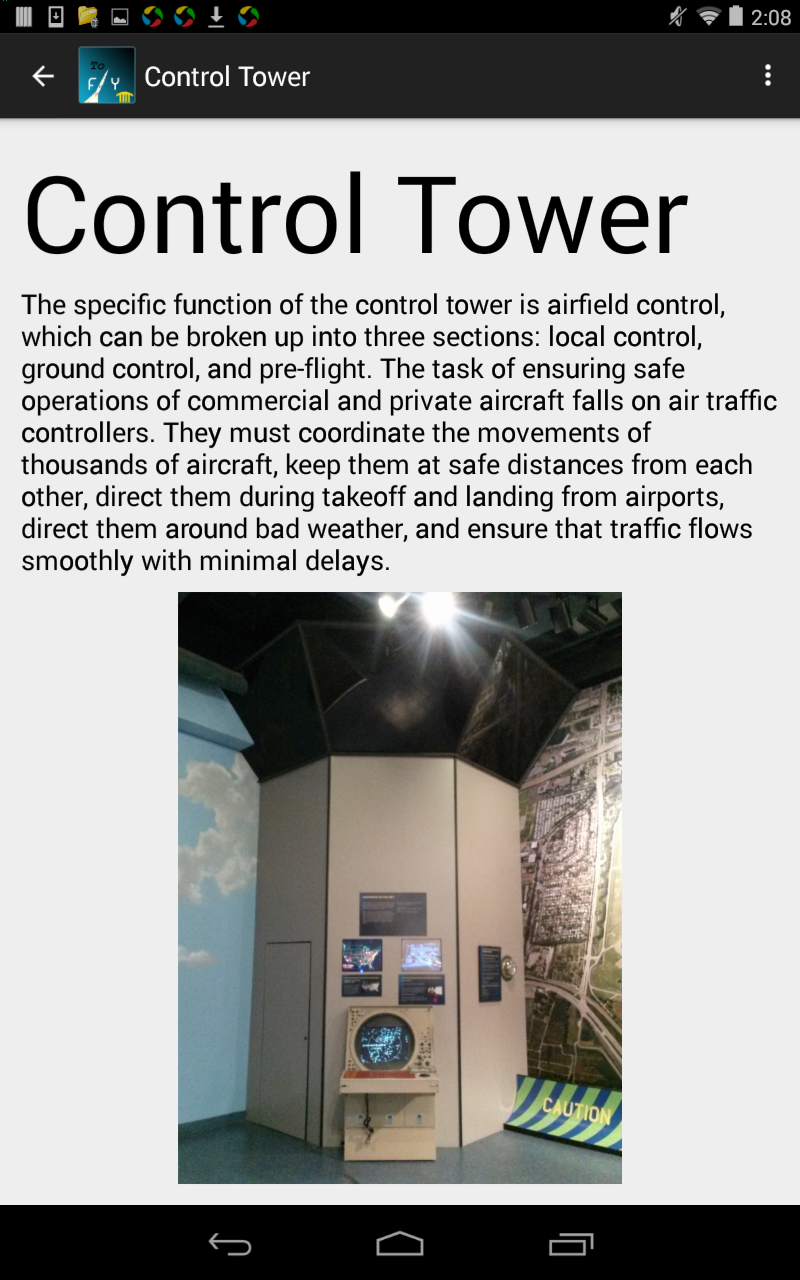 2:08
To
FLY
Control Tower
Control Tower
The specific function of the control tower is airfield control,
which can be broken up into three sections: local control,
ground control, and pre-flight. The task of ensuring safe
operations of commercial and private aircraft falls on air traffic
controllers. They must coordinate the movements of
thousands of aircraft, keep them at safe distances from each
other, direct them during takeoff and landing from airports,
direct them around bad weather, and ensure that traffic flows
smoothly with minimal delays.
CAUTION